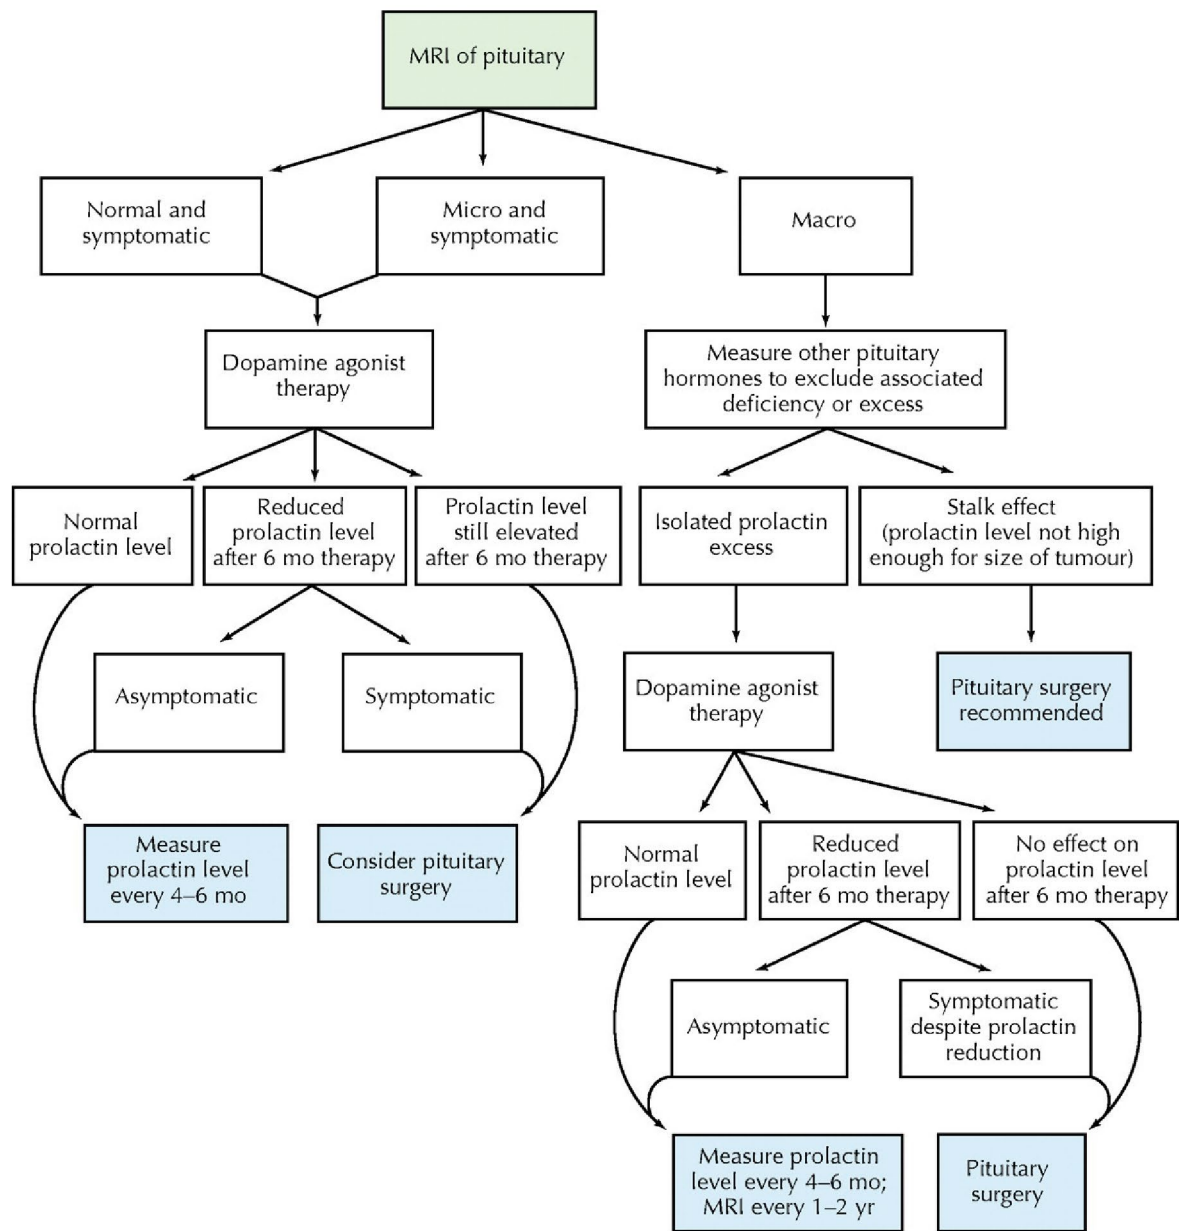 MRI of pituitary
Normal and
symptomatic
Micro and
symptomatic
Macro
Dopamine agonist
therapy
Measure other pituitary
hormones to exclude associated
deficiency or excess
Normal
prolactin level
Reduced
prolactin level
after 6 mo therapy
Prolactin level
still elevated
after 6 mo therapy
Isolated prolactin
excess
Stalk effect
(prolactin level not high
enough for size of tumour)
Asymptomatic
Symptomatic
Dopamine agonist
therapy
Pituitary surgery
recommended
Measure
prolactin level
every 4–6 mo
Consider pituitary
surgery
Normal
prolactin level
Reduced
prolactin level
after 6 mo therapy
No effect on
prolactin level
after 6 mo therapy
Asymptomatic
Symptomatic
despite prolactin
reduction
Measure prolactin
level every 4–6 mo;
MRI every 1–2 yr
Pituitary
surgery